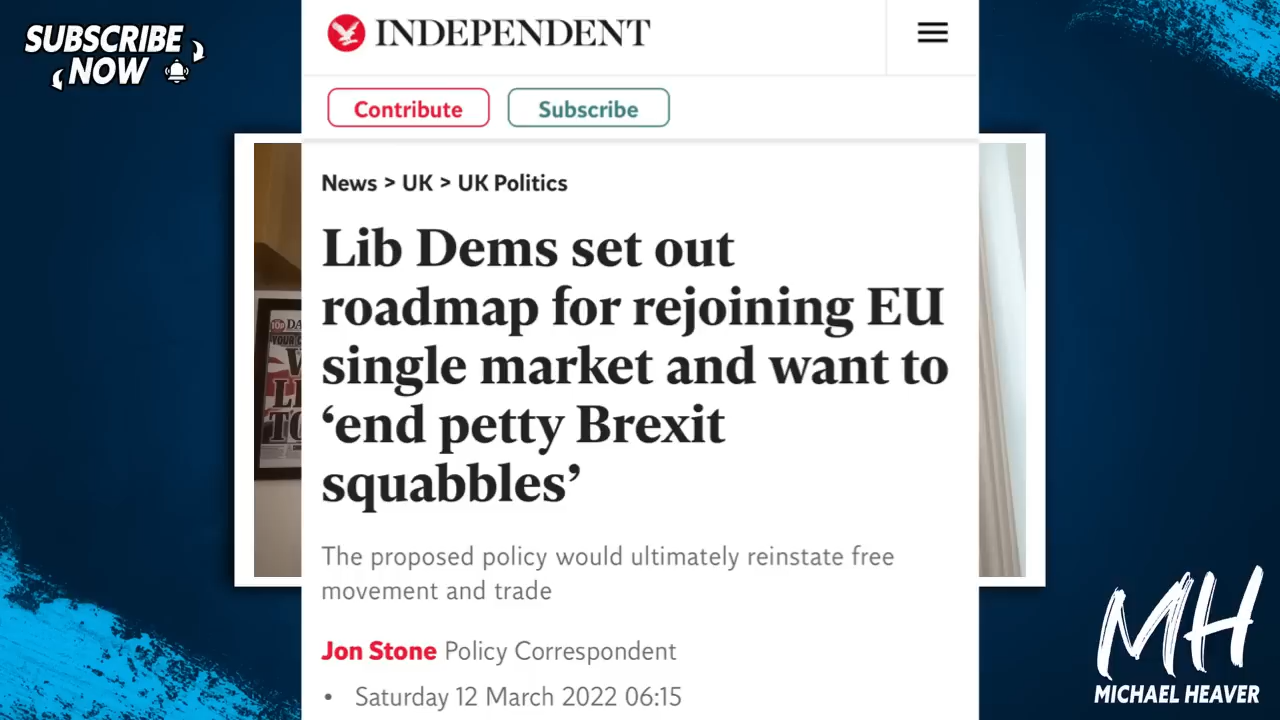 SUBSCRIBE
NOW
INDEPENDENT
Contribute
Subscribe
News > UK > UK Politics
Lib Dems set out
roadmap for rejoining EU
single market and want to
‘end petty Brexit
squabbles’
The proposed policy would ultimately reinstate free
movement and trade
Jon Stone Policy Correspondent
• Saturday 12 March 2022 06:15
10p DA
MH
MICHAEL HEAVER